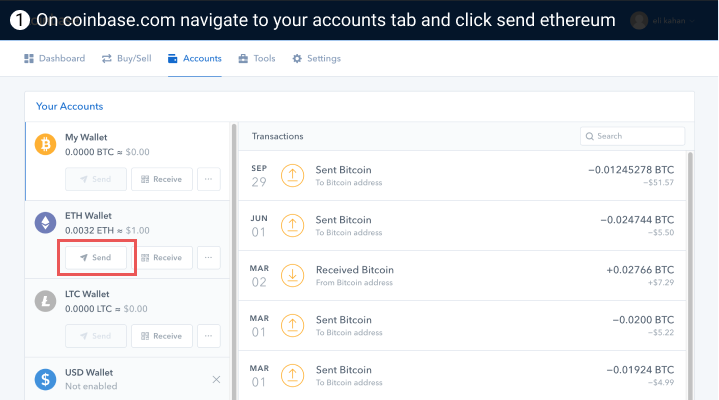 1 On coinbase.com navigate to your accounts tab and click send ethereum
eli kahan
Dashboard
Buy/Sell
Accounts
Tools
Settings
Your Accounts
My Wallet
0.0000 BTC ≈ $0.00
Send
Receive
...
ETH Wallet
0.0032 ETH ≈ $1.00
Send
Receive
...
LTC Wallet
0.0000 LTC ≈ $0.00
Send
Receive
...
USD Wallet
Not enabled
Transactions
Search
SEP
29
Sent Bitcoin
To Bitcoin address
−0.01245278 BTC
−$51.57
JUN
01
Sent Bitcoin
To Bitcoin address
−0.024744 BTC
−$5.50
MAR
02
Received Bitcoin
From Bitcoin address
+0.02766 BTC
+$7.29
MAR
01
Sent Bitcoin
To Bitcoin address
−0.0200 BTC
−$5.22
MAR
01
Sent Bitcoin
To Bitcoin address
−0.01924 BTC
−$4.99